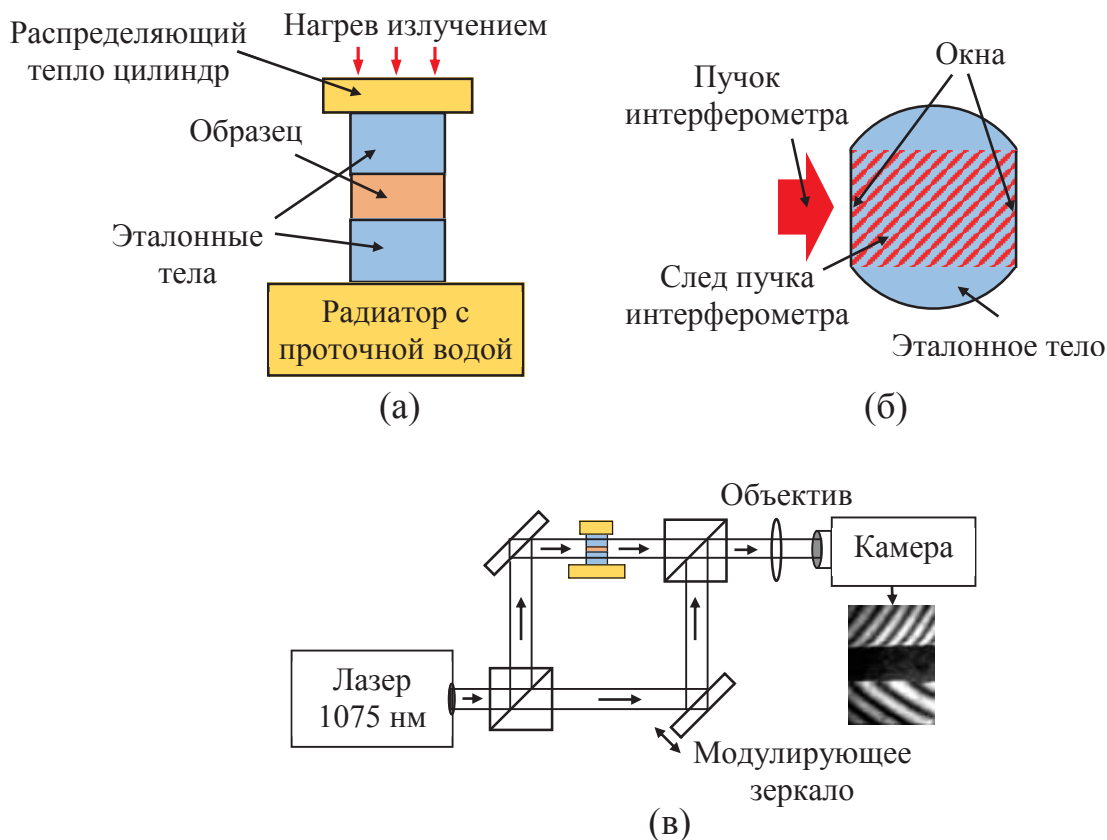 Распределяющий
тепло цилиндр
Нагрев излучением
Образец
Эталонные
тела
Радиатор с
проточной водой
(а)
Окна
Пучок
интерферометра
След пучка
интерферометра
Эталонное тело
(б)
Объектив
Камера
Лазер
1075 нм
Модулирующее
зеркало
(в)